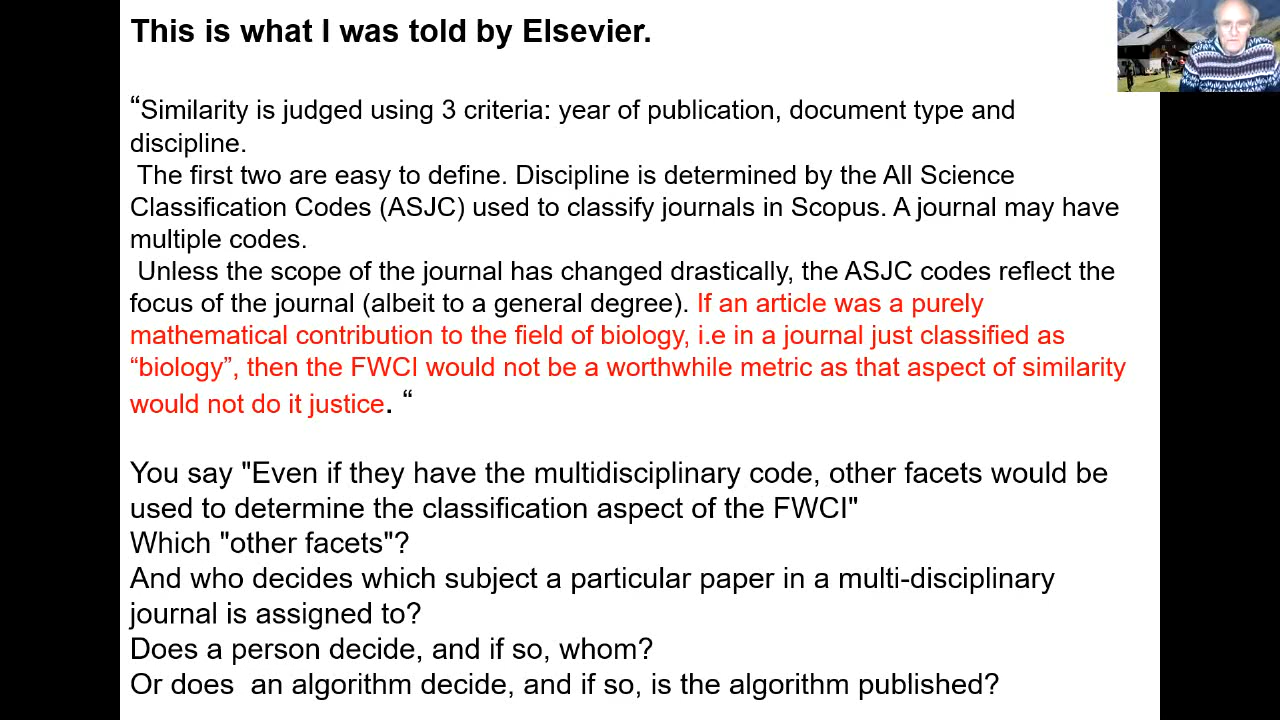 This is what I was told by Elsevier.
“Similarity is judged using 3 criteria: year of publication, document type and
discipline.
The first two are easy to define. Discipline is determined by the All Science
Classification Codes (ASJC) used to classify journals in Scopus. A journal may have
multiple codes.
Unless the scope of the journal has changed drastically, the ASJC codes reflect the
focus of the journal (albeit to a general degree). If an article was a purely
mathematical contribution to the field of biology, i.e in a journal just classified as
“biology”, then the FWCI would not be a worthwhile metric as that aspect of similarity
would not do it justice. “
You say "Even if they have the multidisciplinary code, other facets would be
used to determine the classification aspect of the FWCI"
Which "other facets"?
And who decides which subject a particular paper in a multi-disciplinary
journal is assigned to?
Does a person decide, and if so, whom?
Or does  an algorithm decide, and if so, is the algorithm published?